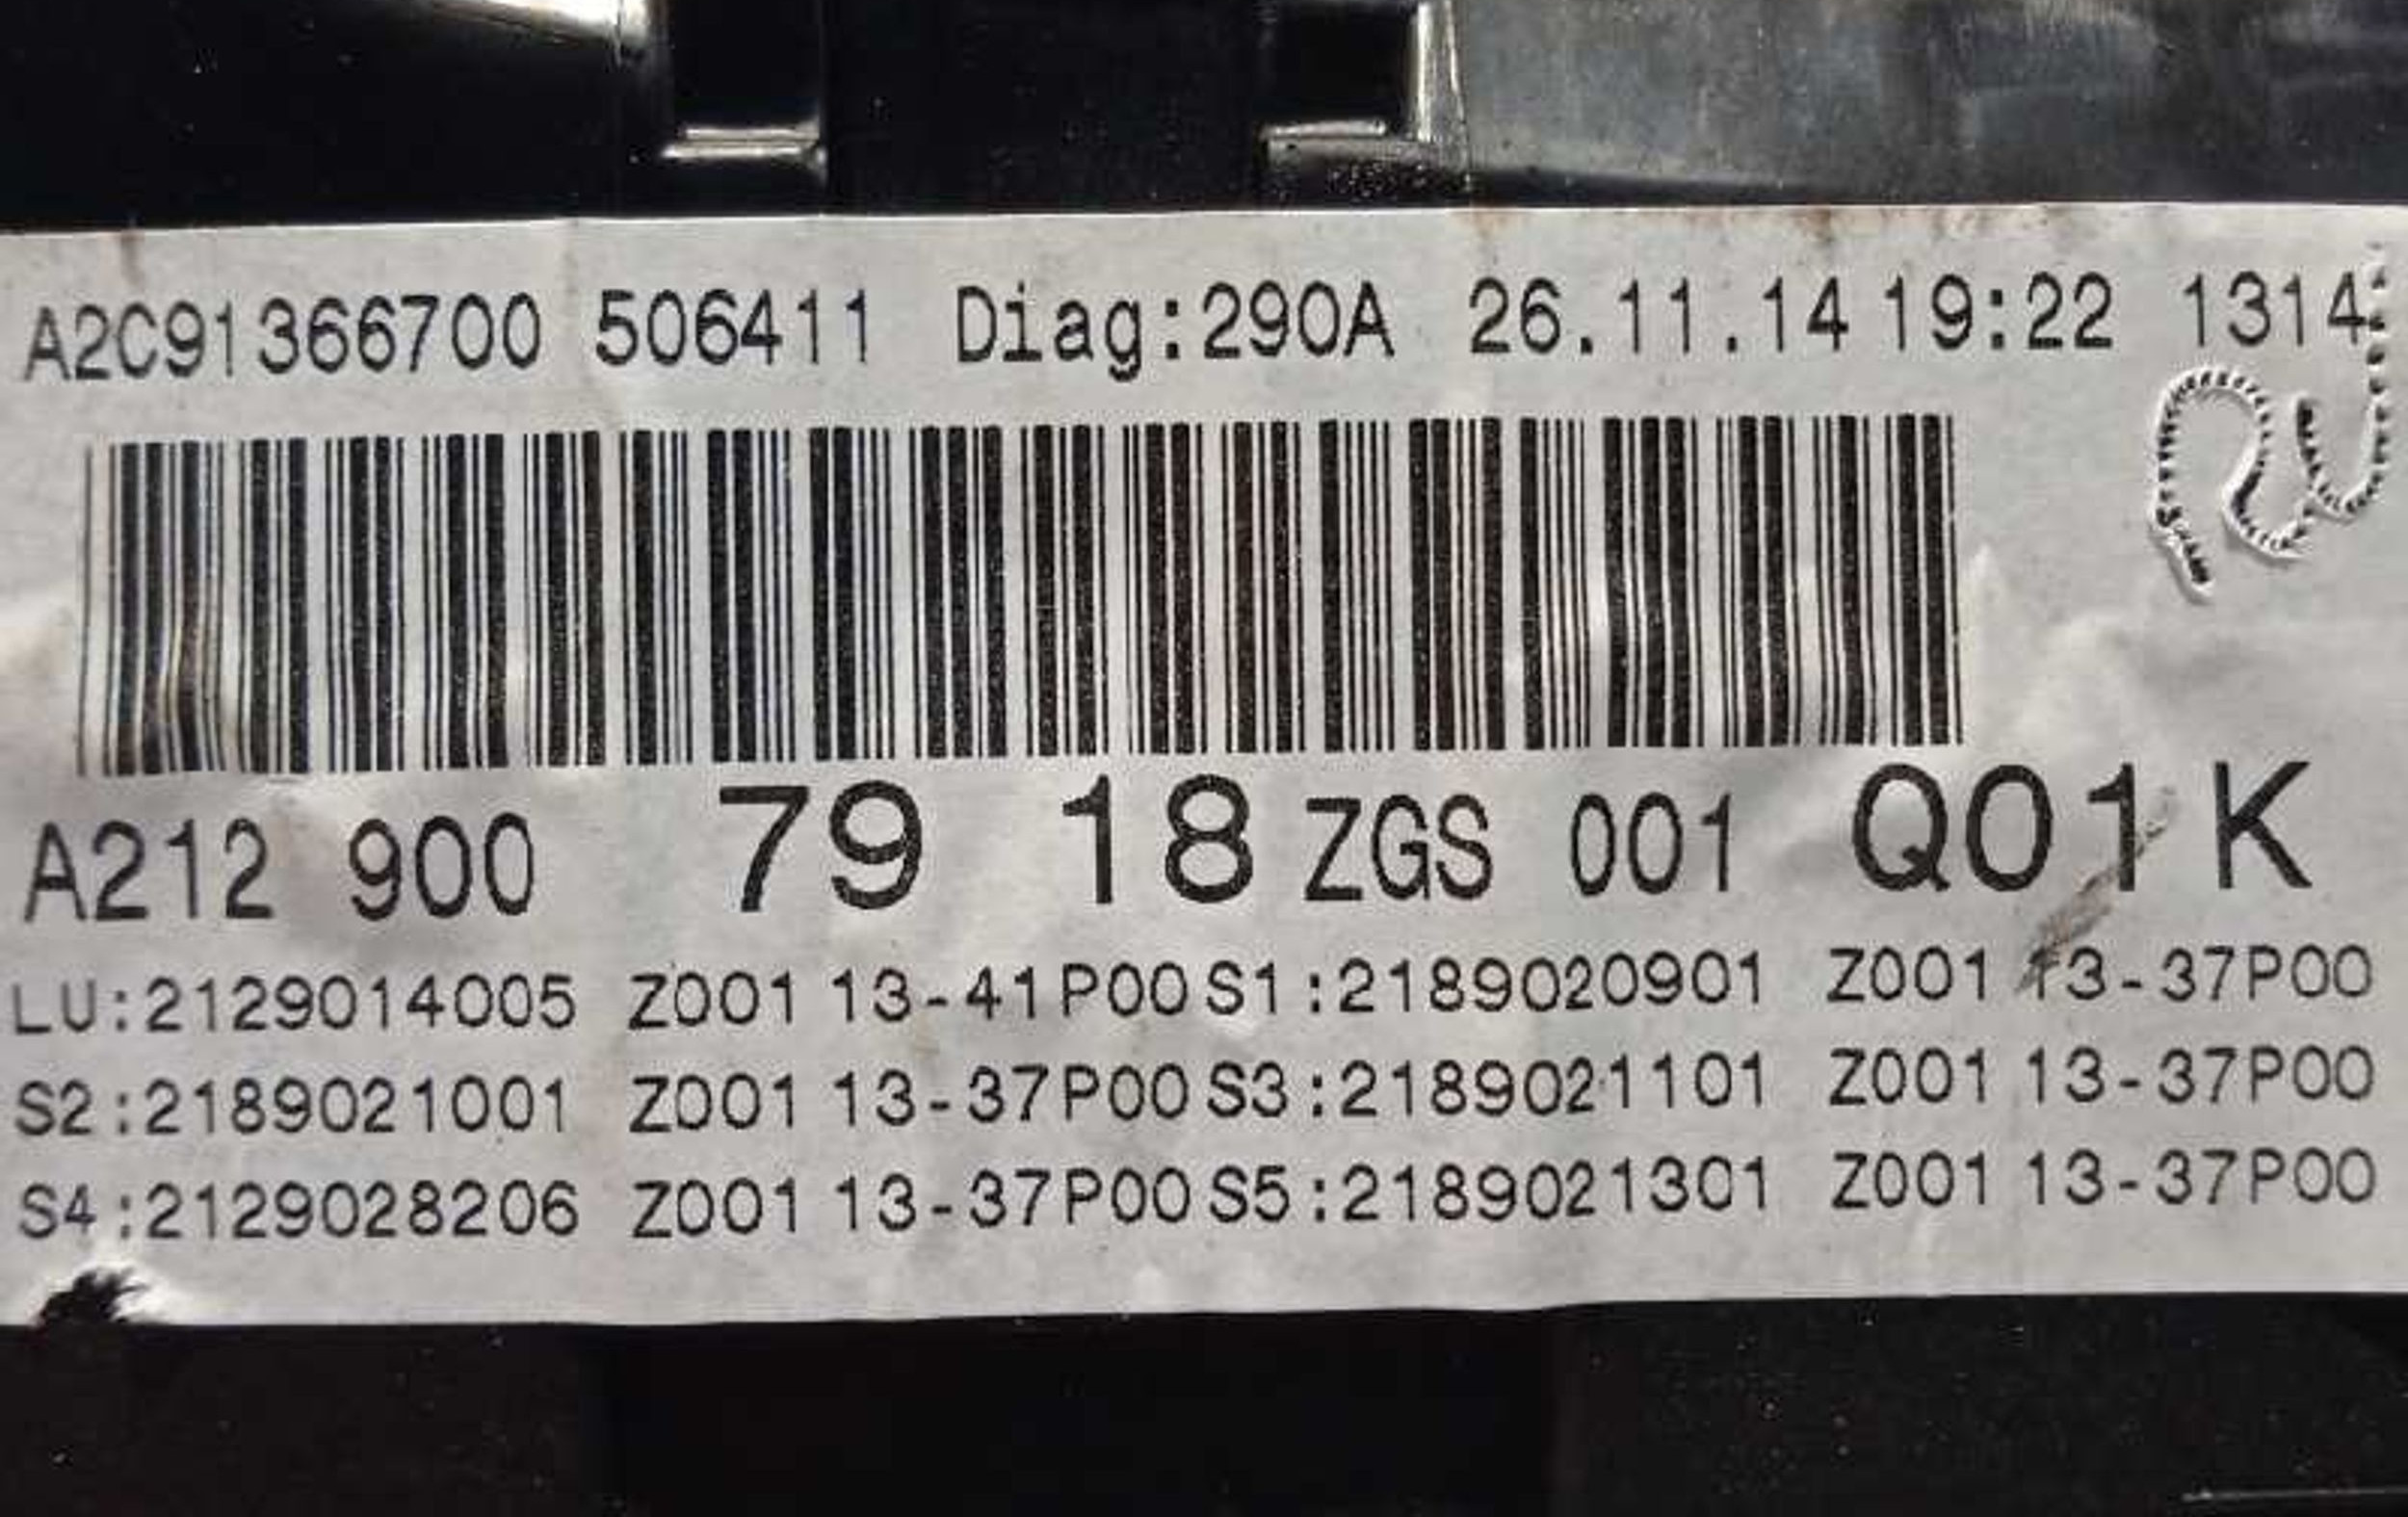 A2C91366700 506411 Diag:290A 26.11.14 19:22 1314
A212 900 79 18 ZGS 001 Q01 K
LU:2129014005 Z001 13-41P00 S1:2189020901 Z001 13-37P00
S2:2189021001 Z001 13-37P00 S3:2189021101 Z001 13-37P00
S4:2129028206 Z001 13-37P00 S5:2189021301 Z001 13-37P00